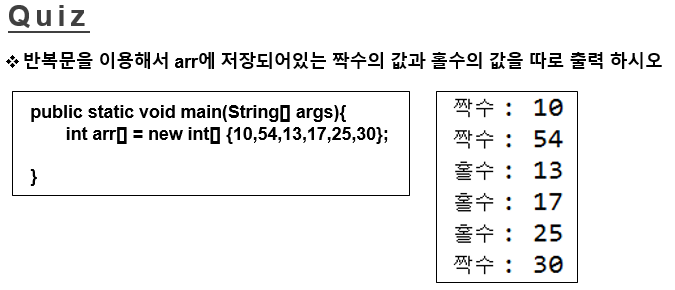 Quiz
❖ 반복문을 이용해서 arr에 저장되어있는 짝수의 값과 홀수의 값을 따로 출력 하시오
public static void main(String[] args){
int arr[] = new int[] {10,54,13,17,25,30};
}
짝수 : 10
짝수 : 54
홀수 : 13
홀수 : 17
홀수 : 25
짝수 : 30